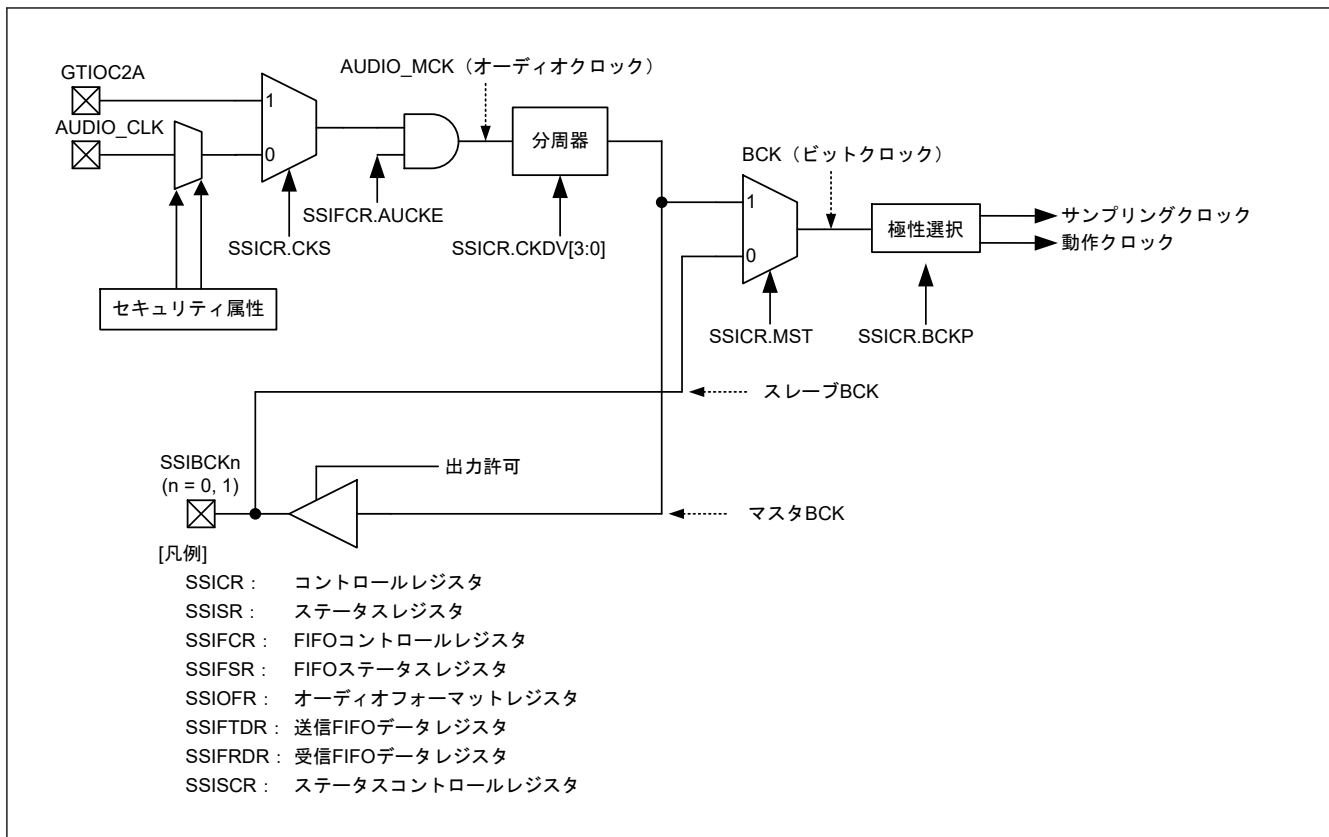 GTIOC2A
AUDIO_MCK（オーディオクロック）
AUDIO_CLK
1
0
分周器
SSIFCR.AUCKE
SSICR.CKS
SSICR.CKDV[3:0]
セキュリティ属性
BCK（ビットクロック）
1
0
極性選択
サンプリングクロック
動作クロック
SSICR.MST
SSICR.BCKP
スレーブBCK
SSIBCKn
(n = 0, 1)
出力許可
マスタBCK
[凡例]
SSICR： コントロールレジスタ
SSISR： ステータスレジスタ
SSIFCR： FIFOコントロールレジスタ
SSIFSR： FIFOステータスレジスタ
SSIOFR： オーディオフォーマットレジスタ
SSIFTDR： 送信FIFOデータレジスタ
SSIFRDR： 受信FIFOデータレジスタ
SSISCR： ステータスコントロールレジスタ